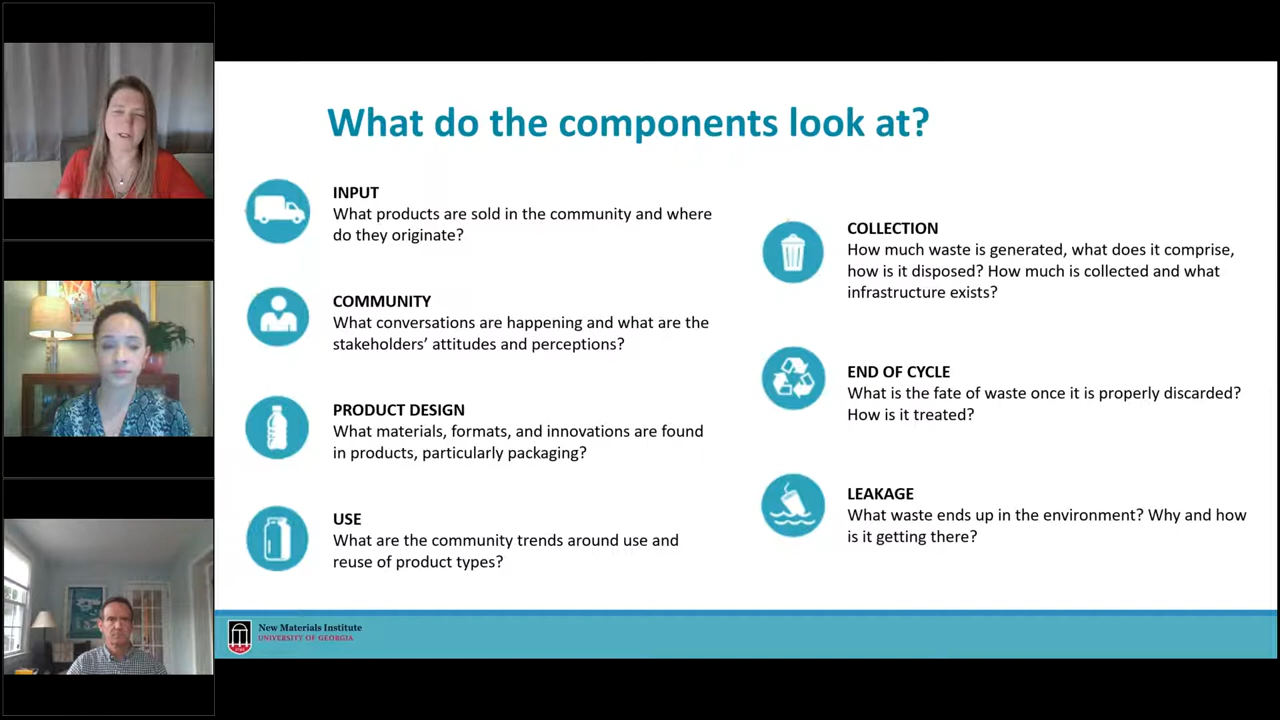 What do the components look at?
INPUT
What products are sold in the community and where
do they originate?
COMMUNITY
What conversations are happening and what are the
stakeholders' attitudes and perceptions?
PRODUCT DESIGN
What materials, formats, and innovations are found
in products, particularly packaging?
USE
What are the community trends around use and
reuse of product types?
COLLECTION
How much waste is generated, what does it comprise,
how is it disposed? How much is collected and what
infrastructure exists?
END OF CYCLE
What is the fate of waste once it is properly discarded?
How is it treated?
LEAKAGE
What waste ends up in the environment? Why and how
is it getting there?
New Materials Institute
UNIVERSITY OF GEORGIA